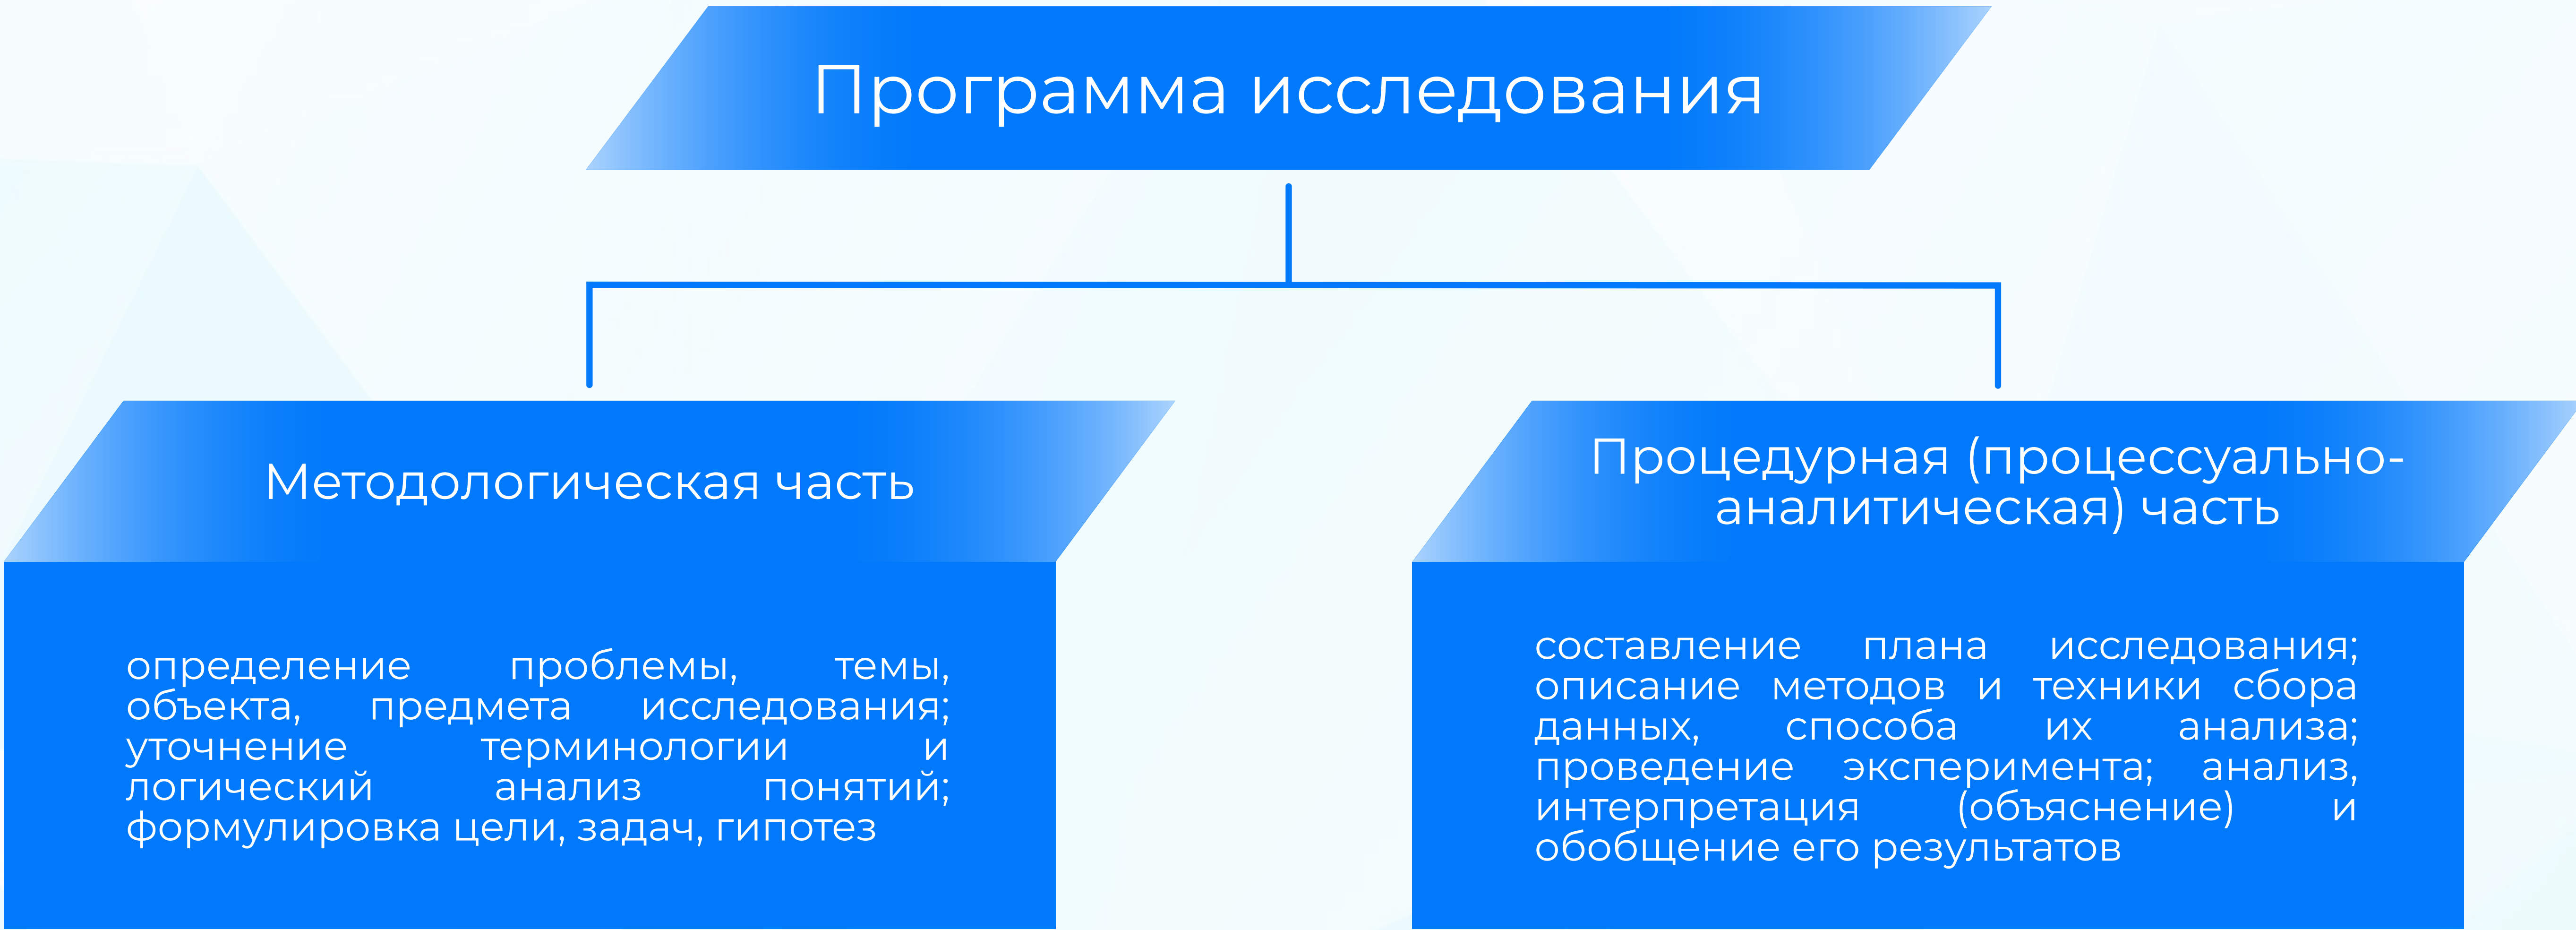 Программа исследования
Методологическая часть
определение проблемы, темы,
объекта, предмета исследования;
уточнение терминологии и
логический анализ понятий;
формулировка цели, задач, гипотез
Процедурная (процессуально-
аналитическая) часть
составление плана исследования;
описание методов и техники сбора
данных, способа их анализа;
проведение эксперимента; анализ,
интерпретация (объяснение) и
обобщение его результатов